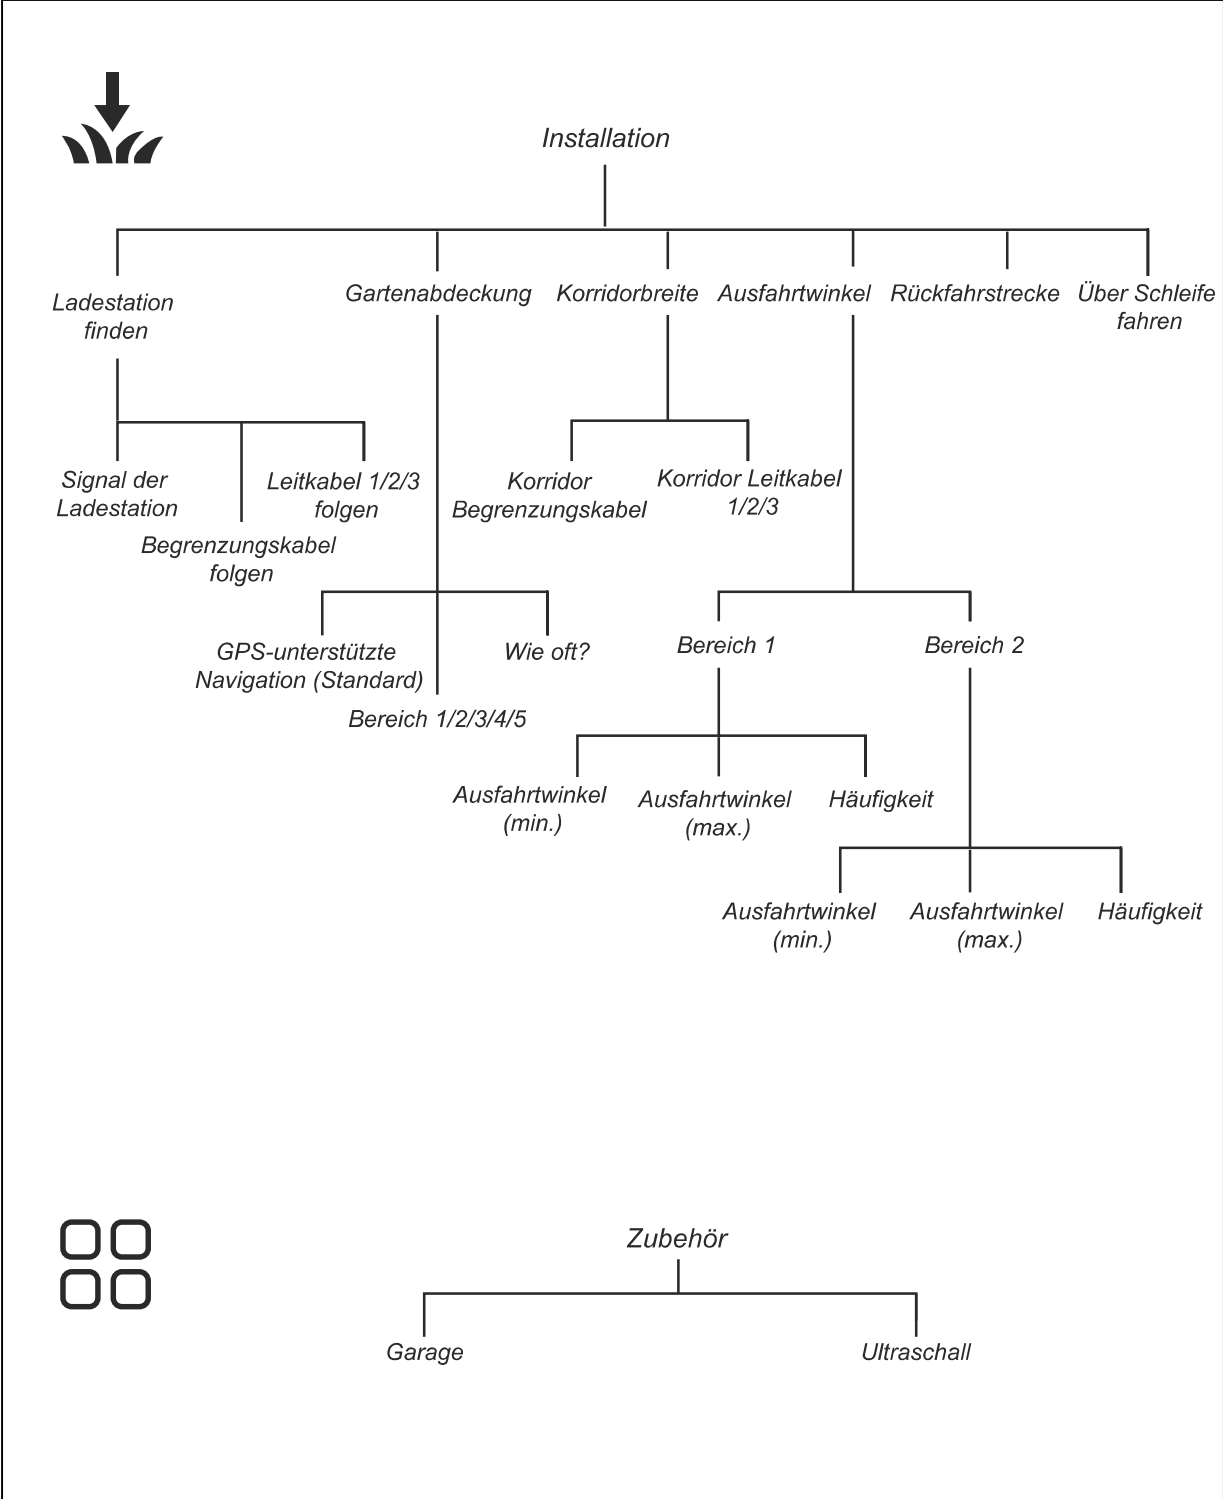 Installation
Ladestation
finden
Gartenabdeckung
Korridorbreite
Ausfahrtwinkel
Rückfahrstrecke
Über Schleife
fahren
Signal der
Ladestation
Begrenzungskabel
folgen
Leitkabel 1/2/3
folgen
Korridor
Begrenzungskabel
Korridor Leitkabel
1/2/3
GPS-unterstützte
Navigation (Standard)
Bereich 1/2/3/4/5
Wie oft?
Bereich 1
Bereich 2
Ausfahrtwinkel
(min.)
Ausfahrtwinkel
(max.)
Häufigkeit
Ausfahrtwinkel
(min.)
Ausfahrtwinkel
(max.)
Häufigkeit
Zubehör
Garage
Ultraschall